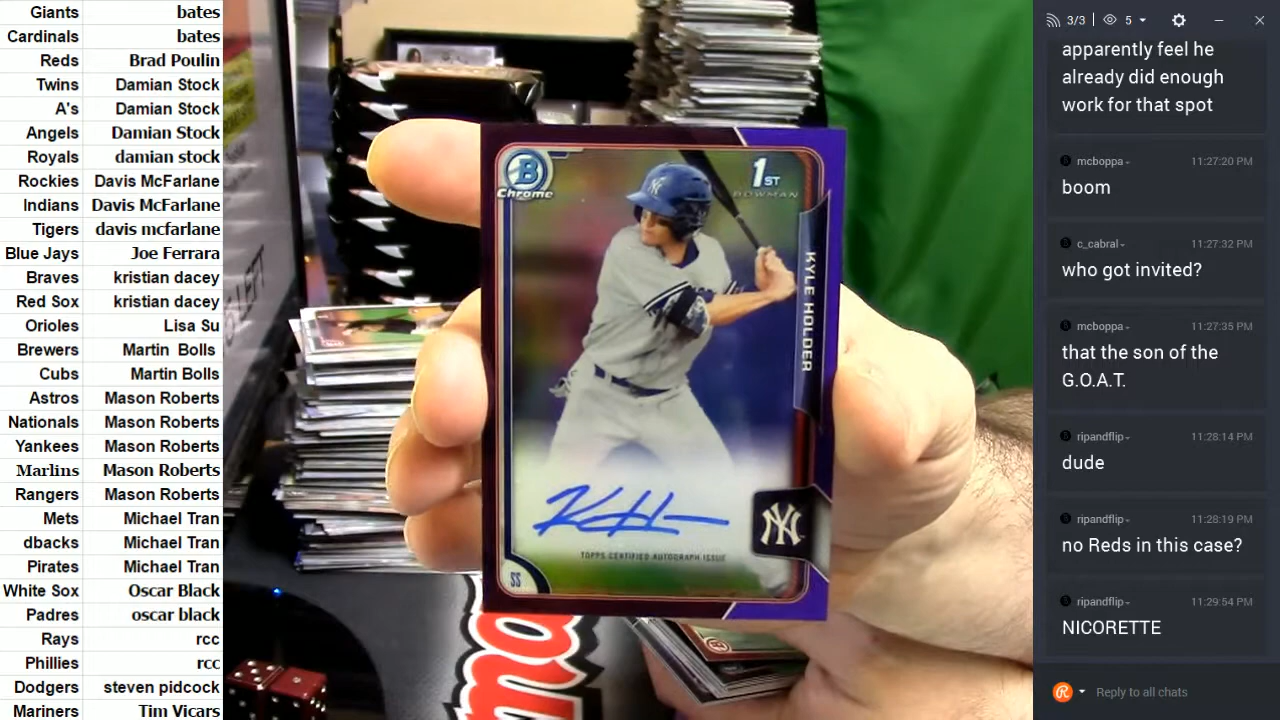 Giants bates
Cardinals bates
Reds Brad Poulin
Twins Damian Stock
A's Damian Stock
Angels Damian Stock
Royals damian stock
Rockies Davis McFarlane
Indians Davis McFarlane
Tigers davis mcfarlane
Blue Jays Joe Ferrara
Braves kristian dacey
Red Sox kristian dacey
Orioles Lisa Su
Brewers Martin Bolls
Cubs Martin Bolls
Astros Mason Roberts
Nationals Mason Roberts
Yankees Mason Roberts
Marlins Mason Roberts
Rangers Mason Roberts
Mets Michael Tran
dbacks Michael Tran
Pirates Michael Tran
White Sox Oscar Black
Padres oscar black
Rays rcc
Phillies rcc
Dodgers steven pidcock
Mariners Tim Vicars
B
Chrome
1ST
BOWMAN
KYLE HOLDER
NY
TOPPS CERTIFIED AUTOGRAPH ISSUE
SS
3/3 5
apparently feel he
already did enough
work for that spot
mcboppa 11:27:20 PM
boom
c_cabral 11:27:32 PM
who got invited?
mcboppa 11:27:35 PM
that the son of the
G.O.A.T.
ripandflip 11:28:14 PM
dude
ripandflip 11:28:19 PM
no Reds in this case?
ripandflip 11:29:54 PM
NICORETTE
Reply to all chats